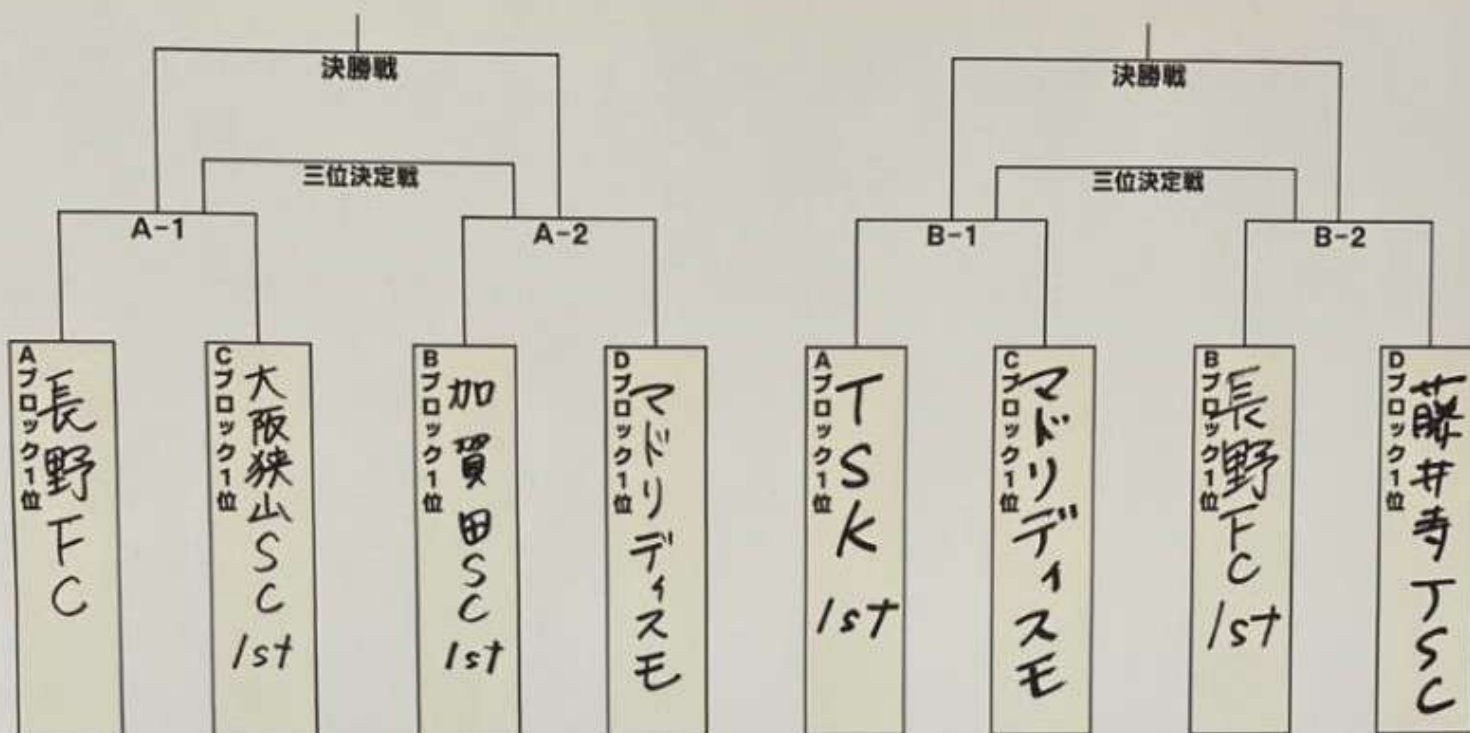 決勝戦
三位決定戦
A-1
A-2
Aブロック1位
長野FC
Cブロック1位
大阪狭山SC 1st
Bブロック1位
加賀田SC 1st
Dブロック1位
マドリディスモ
決勝戦
三位決定戦
B-1
B-2
Aブロック1位
TSK 1st
Cブロック1位
マドリディスモ
Bブロック1位
長野FC 1st
Dブロック1位
藤井寺JSC